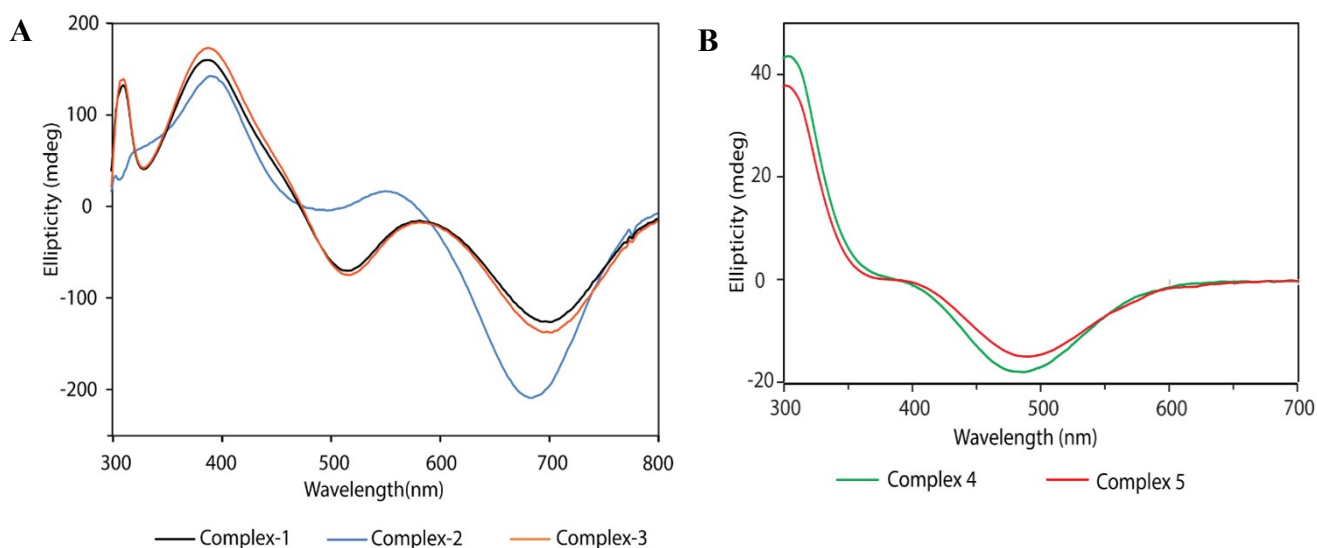 A
200
100
0
-100
-200
Ellipticity (mdeg)
300 400 500 600 700 800
Wavelength(nm)
Complex-1 Complex-2 Complex-3
B
40
20
0
-20
Ellipticity (mdeg)
300 400 500 600 700
Wavelength (nm)
Complex 4 Complex 5